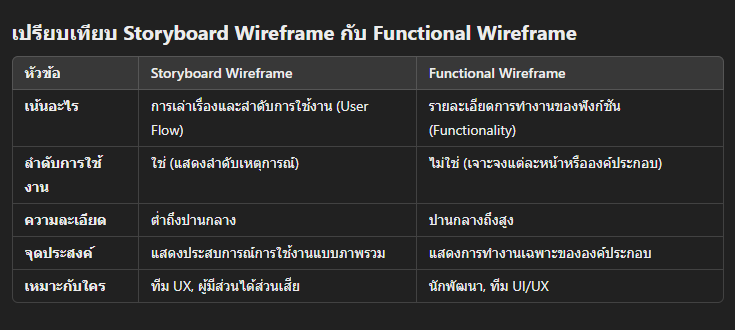 เปรียบเทียบ Storyboard Wireframe กับ Functional Wireframe
หัวข้อ Storyboard Wireframe Functional Wireframe
เน้นอะไร การเล่าเรื่องและลำดับการใช้งาน (User Flow) รายละเอียดการทำงานของฟังก์ชัน (Functionality)
ลำดับการใช้งาน ใช่ (แสดงลำดับเหตุการณ์) ไม่ใช่ (เจาะจงแต่ละหน้าหรือองค์ประกอบ)
ความละเอียด ต่ำถึงปานกลาง ปานกลางถึงสูง
จุดประสงค์ แสดงประสบการณ์การใช้งานแบบภาพรวม แสดงการทำงานเฉพาะขององค์ประกอบ
เหมาะกับใคร ทีม UX, ผู้มีส่วนได้ส่วนเสีย นักพัฒนา, ทีม UI/UX